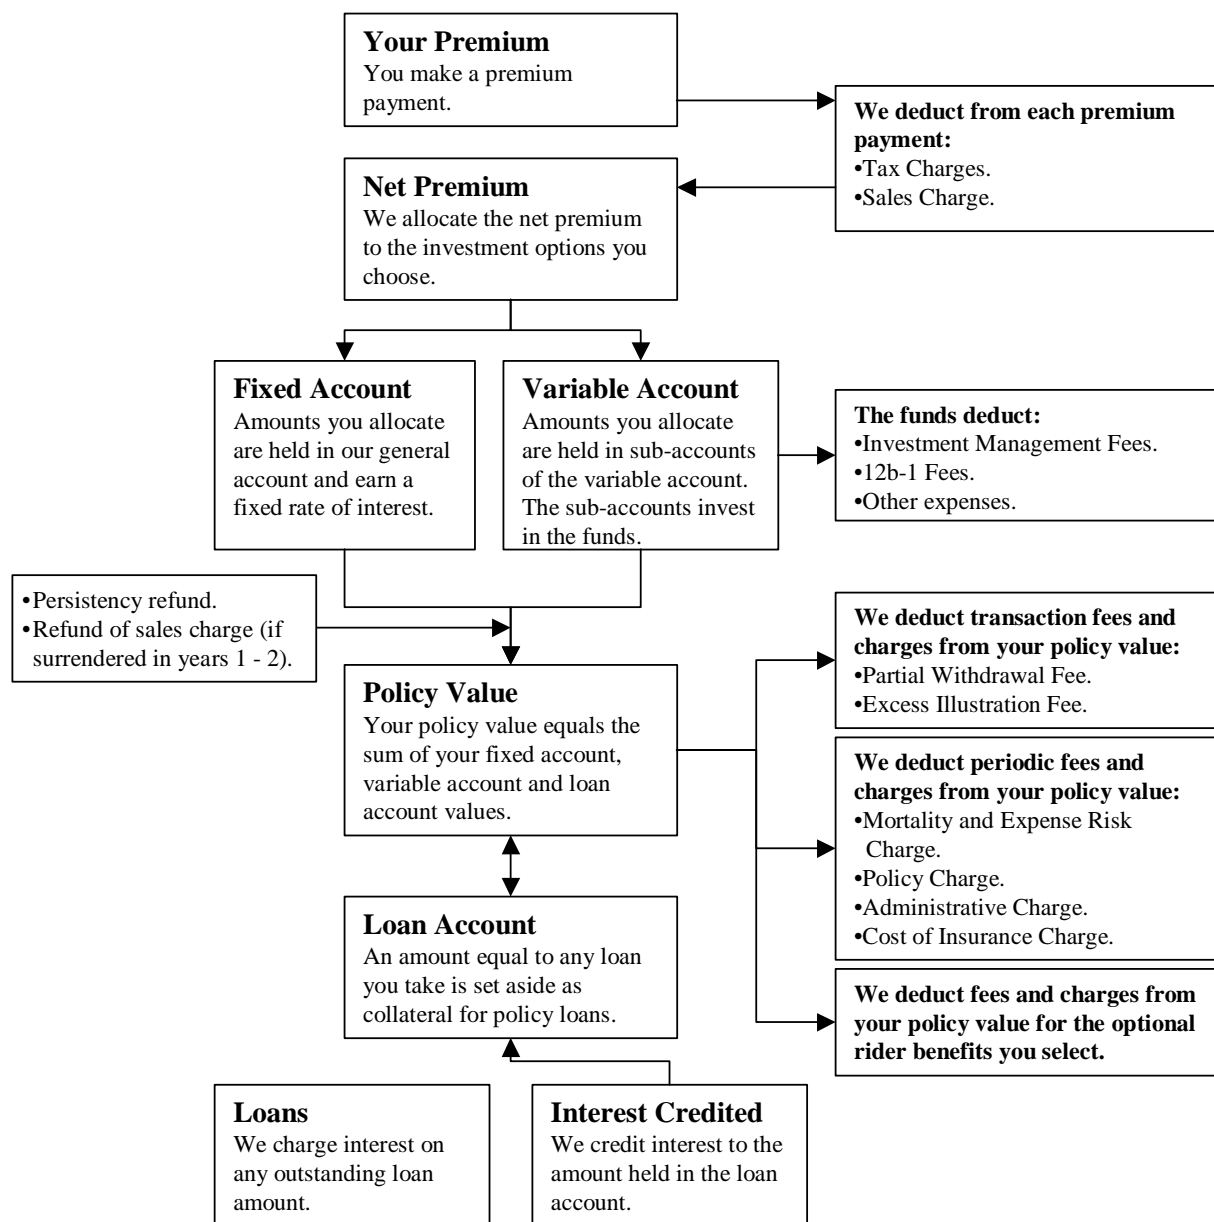 Your Premium
You make a premium
payment.
We deduct from each premium
payment:
•Tax Charges.
•Sales Charge.
Net Premium
We allocate the net premium
to the investment options you
choose.
Fixed Account
Amounts you allocate
are held in our general
account and earn a
fixed rate of interest.
Variable Account
Amounts you allocate
are held in sub-accounts
of the variable account.
The sub-accounts invest
in the funds.
The funds deduct:
•Investment Management Fees.
•12b-1 Fees.
•Other expenses.
•Persistency refund.
•Refund of sales charge (if
surrendered in years 1 - 2).
Policy Value
Your policy value equals the
sum of your fixed account,
variable account and loan
account values.
We deduct transaction fees and
charges from your policy value:
•Partial Withdrawal Fee.
•Excess Illustration Fee.
We deduct periodic fees and
charges from your policy value:
•Mortality and Expense Risk
Charge.
•Policy Charge.
•Administrative Charge.
•Cost of Insurance Charge.
Loan Account
An amount equal to any loan
you take is set aside as
collateral for policy loans.
We deduct fees and charges from
your policy value for the optional
rider benefits you select.
Loans
We charge interest on
any outstanding loan
amount.
Interest Credited
We credit interest to the
amount held in the loan
account.